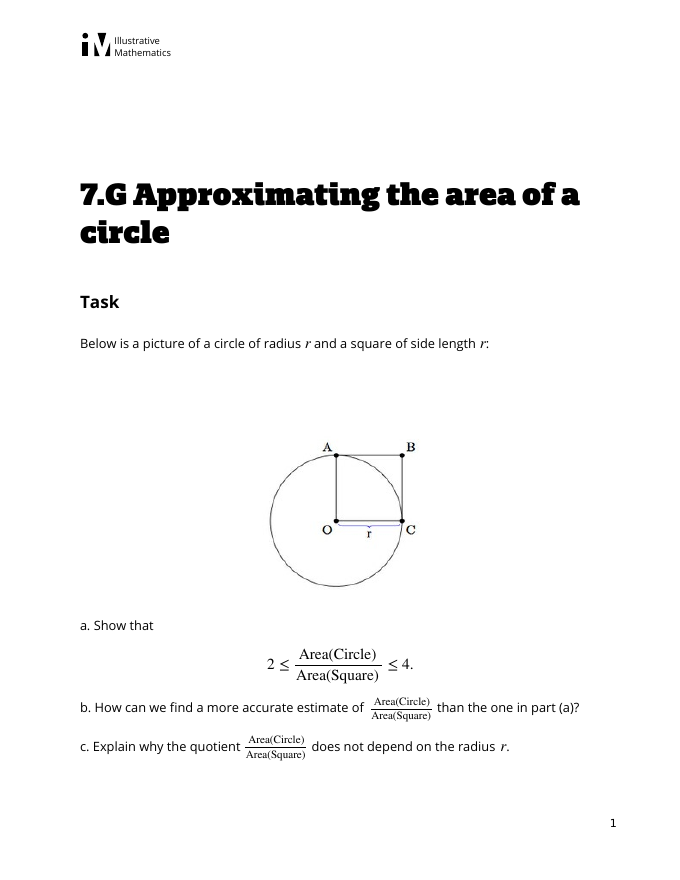 Illustrative
Mathematics
7.G Approximating the area of a
circle
Task
Below is a picture of a circle of radius r and a square of side length r:
A B
O r C
a. Show that
2 ≤ Area(Circle)/Area(Square) ≤ 4.
b. How can we find a more accurate estimate of Area(Circle)/Area(Square) than the one in part (a)?
c. Explain why the quotient Area(Circle)/Area(Square) does not depend on the radius r.
1